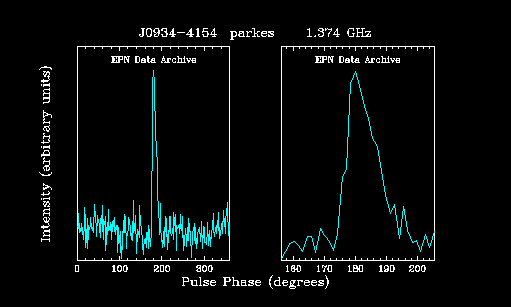 J0934-4154 parkes 1.374 GHz
EPN Data Archive EPN Data Archive
Intensity (arbitrary units)
0 100 200 300 160 170 180 190 200
Pulse Phase (degrees)